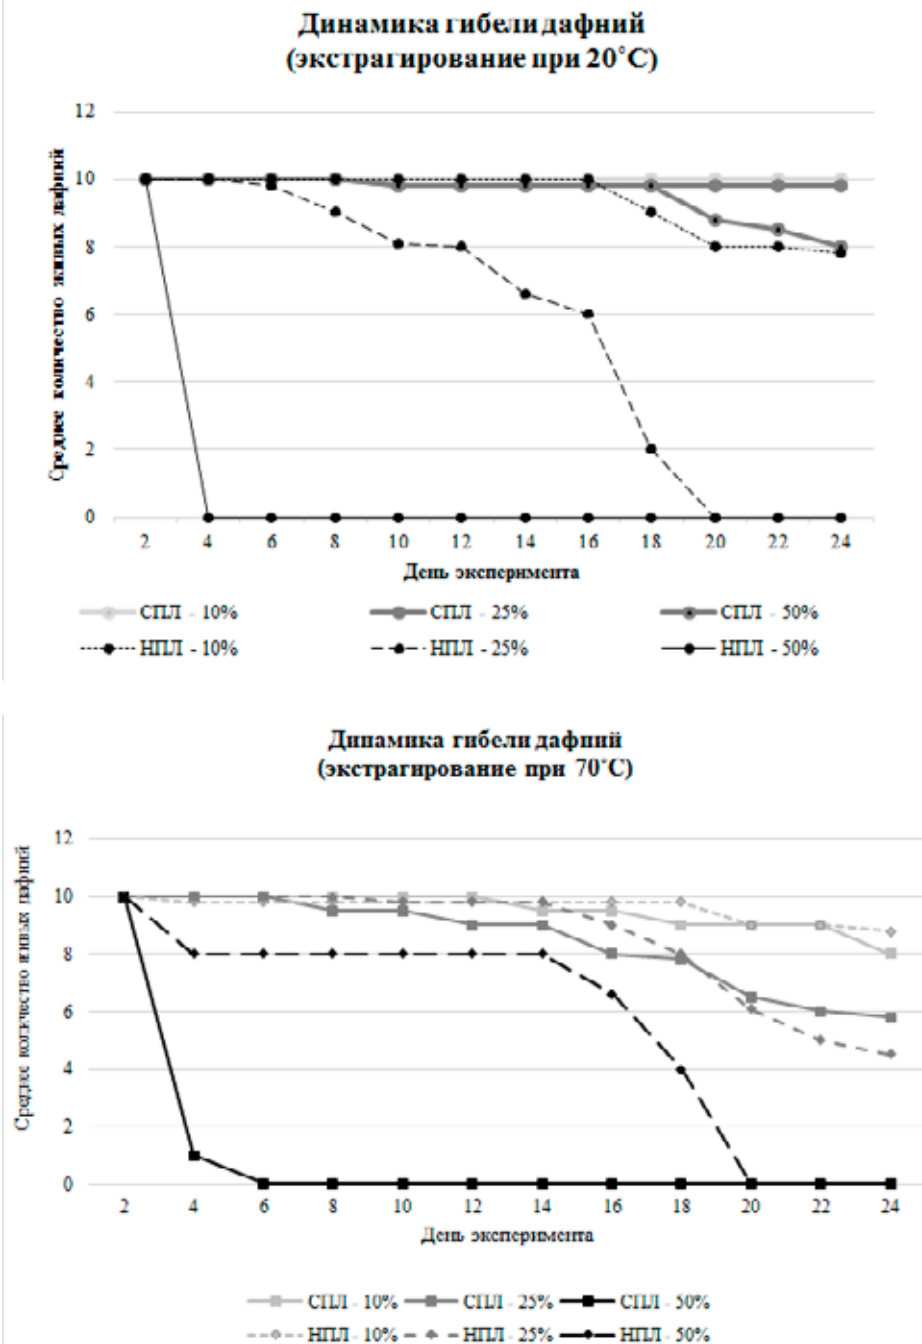 Динамика гибели дафний
(экстрагирование при 20˚С)
12
10
8
6
4
2
0
Среднее количество живых дафний
2 4 6 8 10 12 14 16 18 20 22 24
День эксперимента
СПЛ - 10% СПЛ - 25% СПЛ - 50%
НПЛ - 10% НПЛ - 25% НПЛ - 50%
Динамика гибели дафний
(экстрагирование при 70˚С)
12
10
8
6
4
2
0
Среднее количество живых дафний
2 4 6 8 10 12 14 16 18 20 22 24
День эксперимента
СПЛ - 10% СПЛ - 25% СПЛ - 50%
НПЛ - 10% НПЛ - 25% НПЛ - 50%